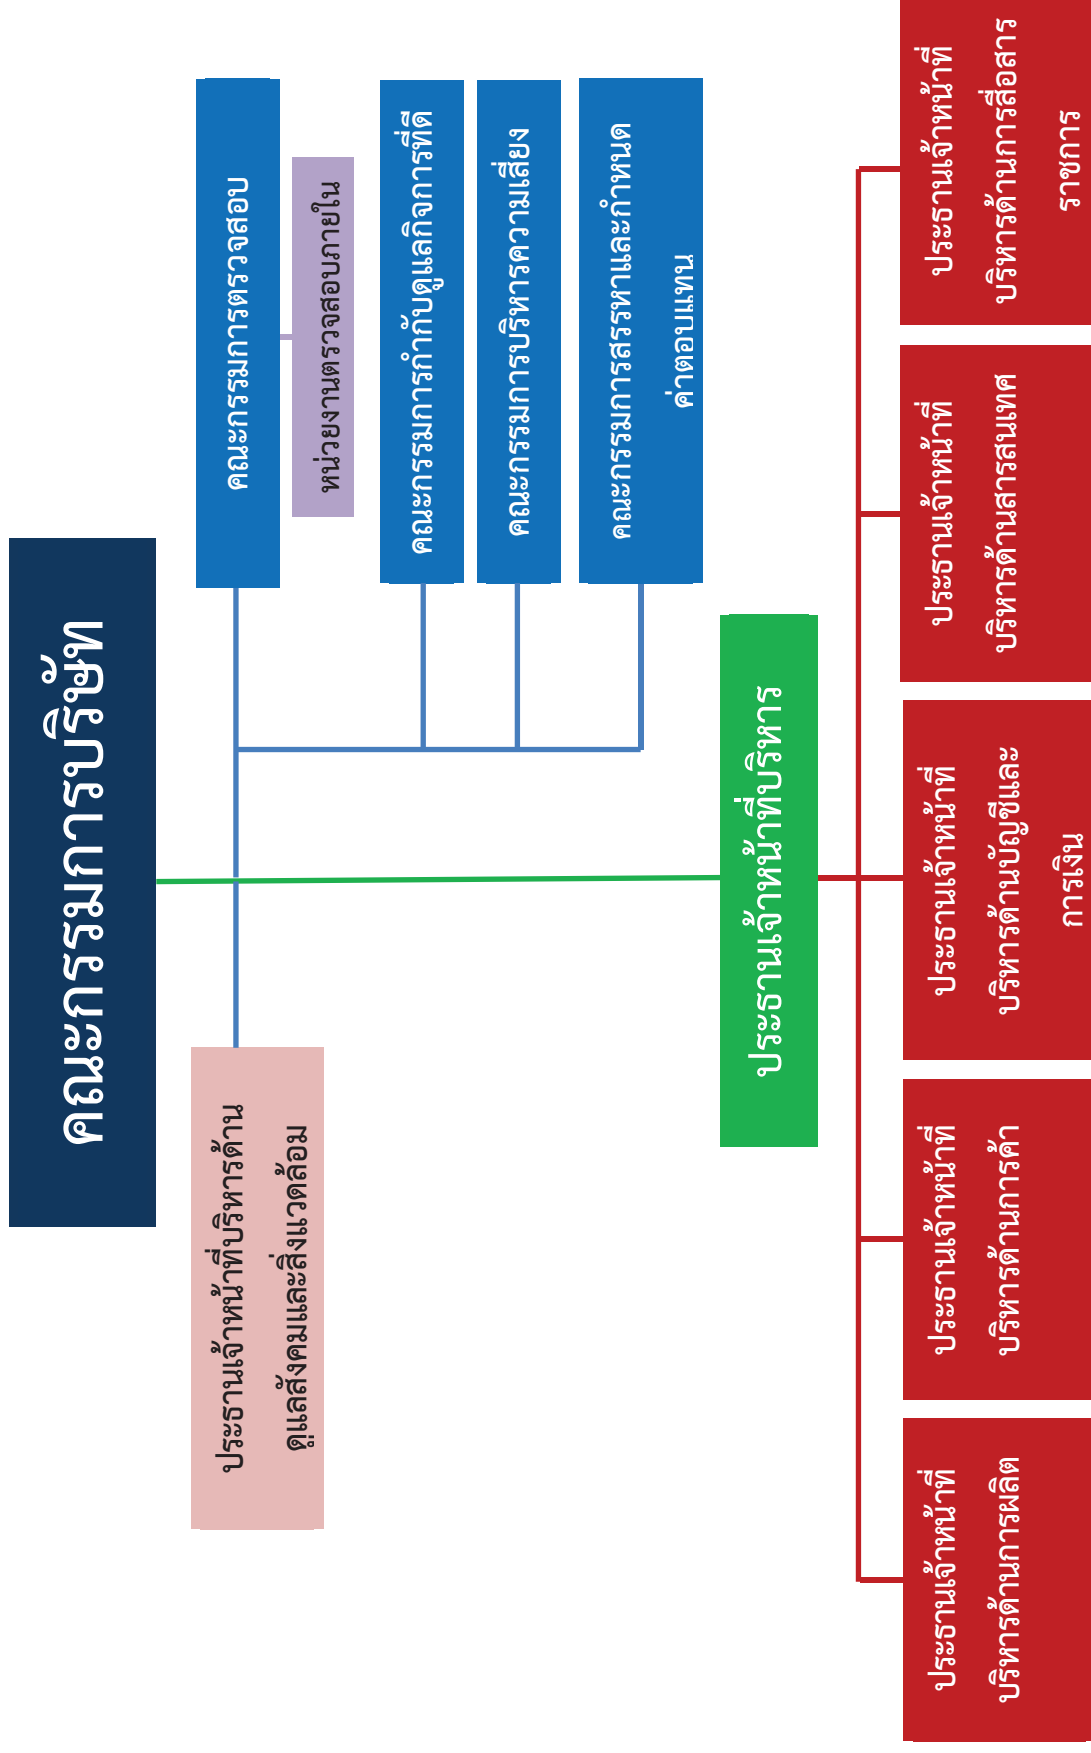 คณะกรรมการบริษัท
ประธานเจ้าหน้าที่บริหารด้าน
ดูแลสังคมและสิ่งแวดล้อม
คณะกรรมการตรวจสอบ
หน่วยงานตรวจสอบภายใน
คณะกรรมการกำกับดูแลกิจการที่ดี
คณะกรรมการบริหารความเสี่ยง
คณะกรรมการสรรหาและกำหนด
ค่าตอบแทน
ประธานเจ้าหน้าที่บริหาร
ประธานเจ้าหน้าที่
บริหารด้านการผลิต
ประธานเจ้าหน้าที่
บริหารด้านการค้า
ประธานเจ้าหน้าที่
บริหารด้านบัญชีและ
การเงิน
ประธานเจ้าหน้าที่
บริหารด้านสารสนเทศ
ประธานเจ้าหน้าที่
บริหารด้านการสื่อสาร
ราชการ